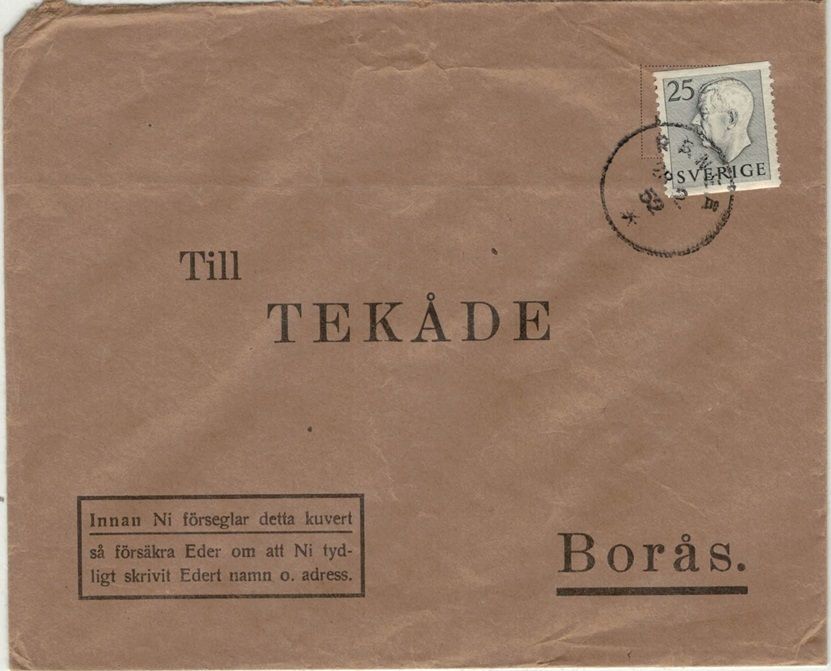 25
SVERIGE
52
Till
TEKÅDE
Innan Ni förseglar detta kuvert
så försäkra Eder om att Ni tyd-
ligt skrivit Edert namn o. adress.
Borås.